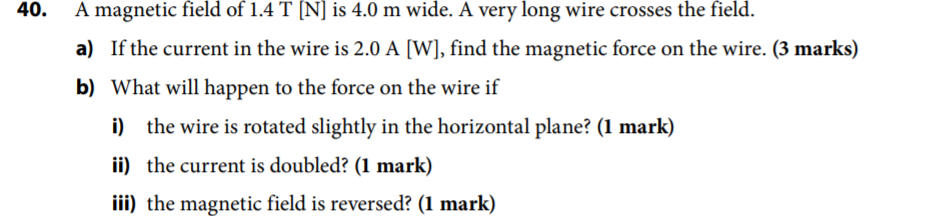 40. A magnetic field of 1.4 T [N] is 4.0 m wide. A very long wire crosses the field.
a) If the current in the wire is 2.0 A [W], find the magnetic force on the wire. (3 marks)
b) What will happen to the force on the wire if
i) the wire is rotated slightly in the horizontal plane? (1 mark)
ii) the current is doubled? (1 mark)
iii) the magnetic field is reversed? (1 mark)